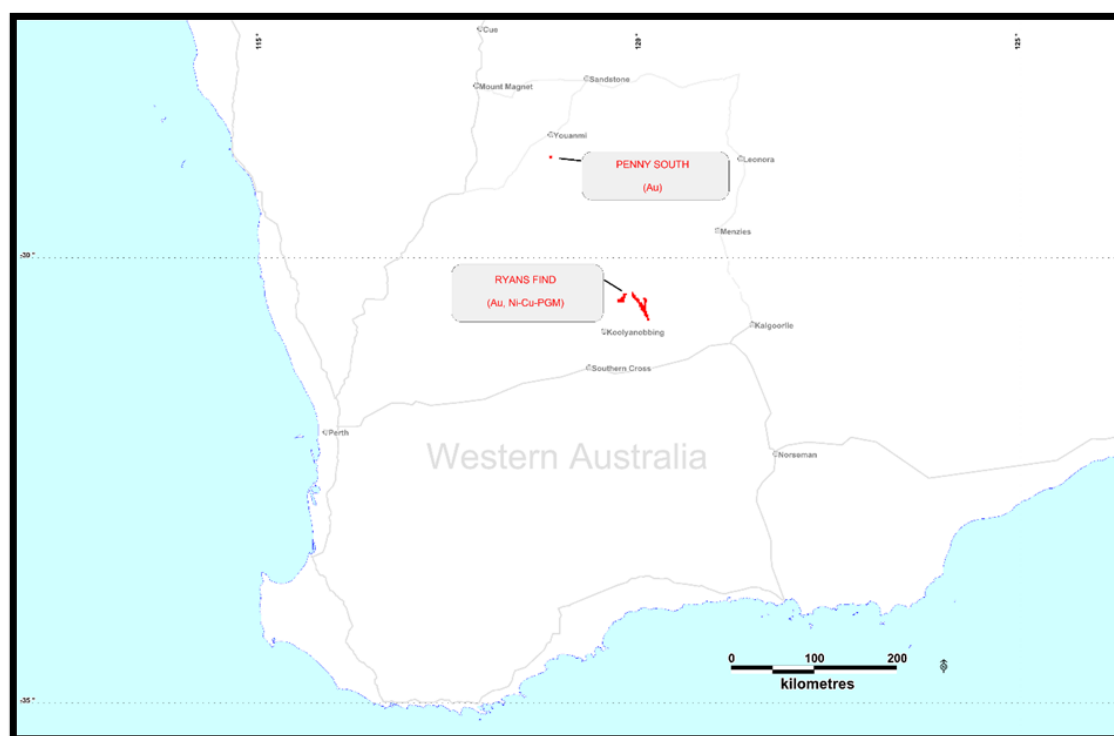 Cue
115°
120°
125°
Mount Magnet
Sandstone
Youanmi
PENNY SOUTH
(Au)
Leonora
Menzies
-30°
RYANS FIND
(Au, Ni-Cu-PGM)
Koolyanobbing
Kalgoorlie
Southern Cross
Perth
Western Australia
Norseman
0 100 200
kilometres
-35°